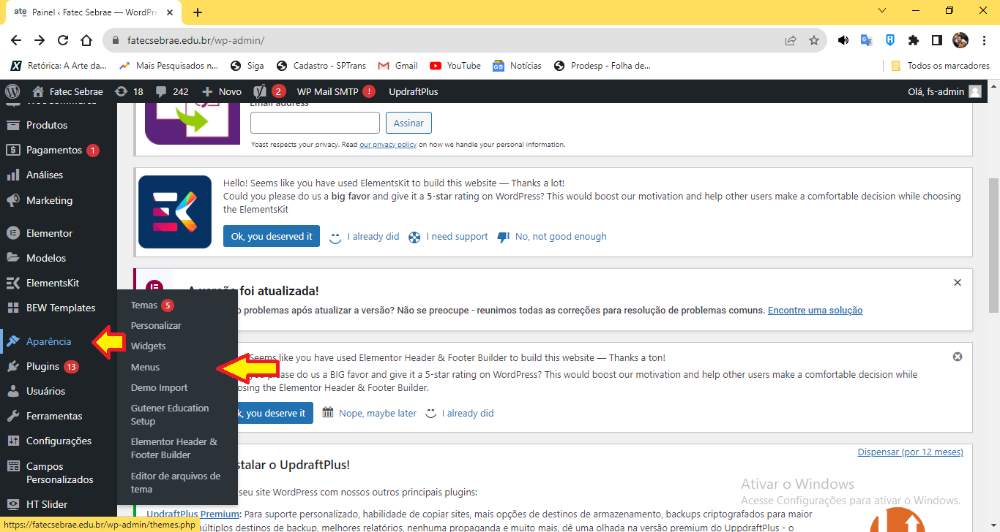 ate Painel ‹ Fatec Sebrae — WordPre
fatecsebrae.edu.br/wp-admin/
Retórica: A Arte da... Mais Pesquisados n... Siga Cadastro - SPTrans Gmail YouTube Notícias Prodesp - Folha de... Todos os marcadores
Fatec Sebrae 18 242 Novo 2 WP Mail SMTP ! UpdraftPlus Olá, fs-admin
Produtos
Pagamentos 1
Análises
Marketing
Elementor
Modelos
ElementsKit
BEW Templates
Aparência
Plugins 13
Usuários
Ferramentas
Configurações
Campos
Personalizados
HT Slider
https://fatecsebrae.edu.br/wp-admin/themes.php
Temas 5
Personalizar
Widgets
Menus
Demo Import
Gutener Education
Setup
Elementor Header &
Footer Builder
Editor de arquivos de
tema
Email address
Assinar
Yoast respects your privacy. Read our privacy policy on how we handle your personal information.
Hello! Seems like you have used ElementsKit to build this website — Thanks a lot!
Could you please do us a big favor and give it a 5-star rating on WordPress? This would boost our motivation and help other users make a comfortable decision while choosing
the ElementsKit
Ok, you deserved it I already did I need support No, not good enough
A versão foi atualizada!
o problemas após atualizar a versão? Não se preocupe - reunimos todas as correções para resolução de problemas comuns. Encontre uma solução
Seems like you have used Elementor Header & Footer Builder to build this website — Thanks a ton!
please do us a BIG favor and give it a 5-star rating on WordPress? This would boost our motivation and help other users make a comfortable decision while
osing the Elementor Header & Footer Builder.
k, you deserve it Nope, maybe later I already did
Dispensar (por 12 meses)
stalar o UpdraftPlus!
seu site WordPress com nossos outros principais plugins:
UpdraftPlus Premium: Para suporte personalizado, habilidade de copiar sites, mais opções de destinos de armazenamento, backups criptografados para maior
múltiplos destinos de backup, melhores relatórios, nenhuma propaganda e muito mais, dê uma olhada na versão premium do UppdraftPlus - o
Ativar o Windows
Acesse Configurações para ativar o Windows.